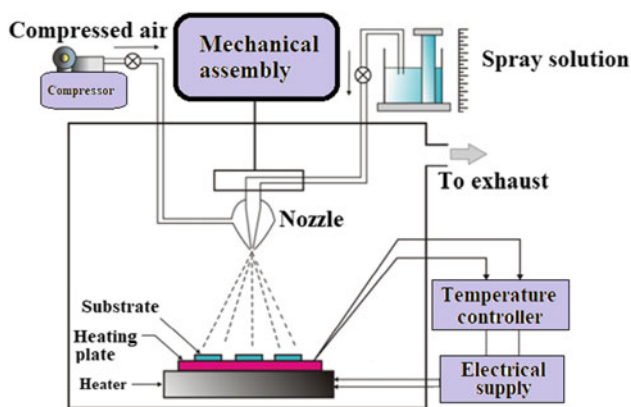 Compressed air
Compressor
Mechanical
assembly
Spray solution
To exhaust
Nozzle
Substrate
Heating
plate
Heater
Temperature
controller
Electrical
supply